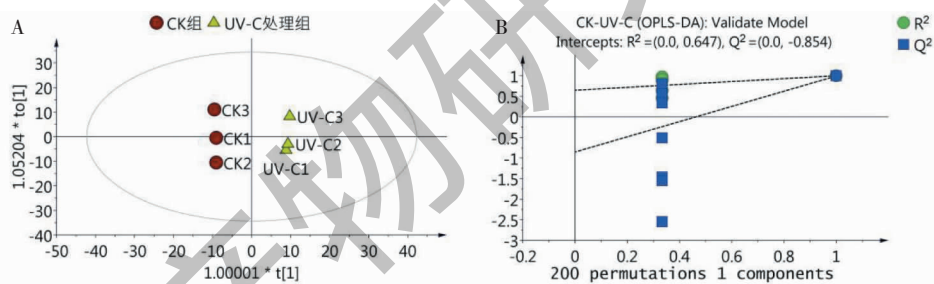 A
CK组
UV-C处理组
1.05204 * to[1]
30
20
10
0
-10
-20
-30
-40
CK3
CK1
CK2
UV-C3
UV-C2
UV-C1
-50 -40 -30 -20 -10 0 10 20 30 40
1.00001 * t[1]
B
CK-UV-C (OPLS-DA): Validate Model
Intercepts: R²=(0.0, 0.647), Q²=(0.0, -0.854)
R²
Q²
1
0.5
0
-0.5
-1
-1.5
-2
-2.5
-3
-0.2 0 0.2 0.4 0.6 0.8 1
200 permutations 1 components
物研